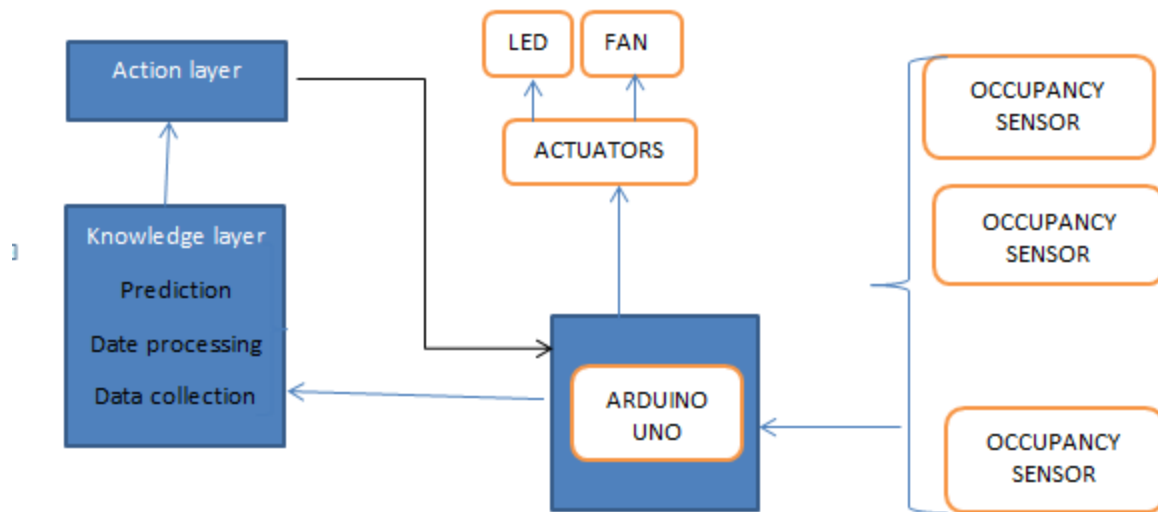 Action layer
Knowledge layer
Prediction
Date processing
Data collection
LED
FAN
ACTUATORS
ARDUINO
UNO
OCCUPANCY
SENSOR
OCCUPANCY
SENSOR
OCCUPANCY
SENSOR